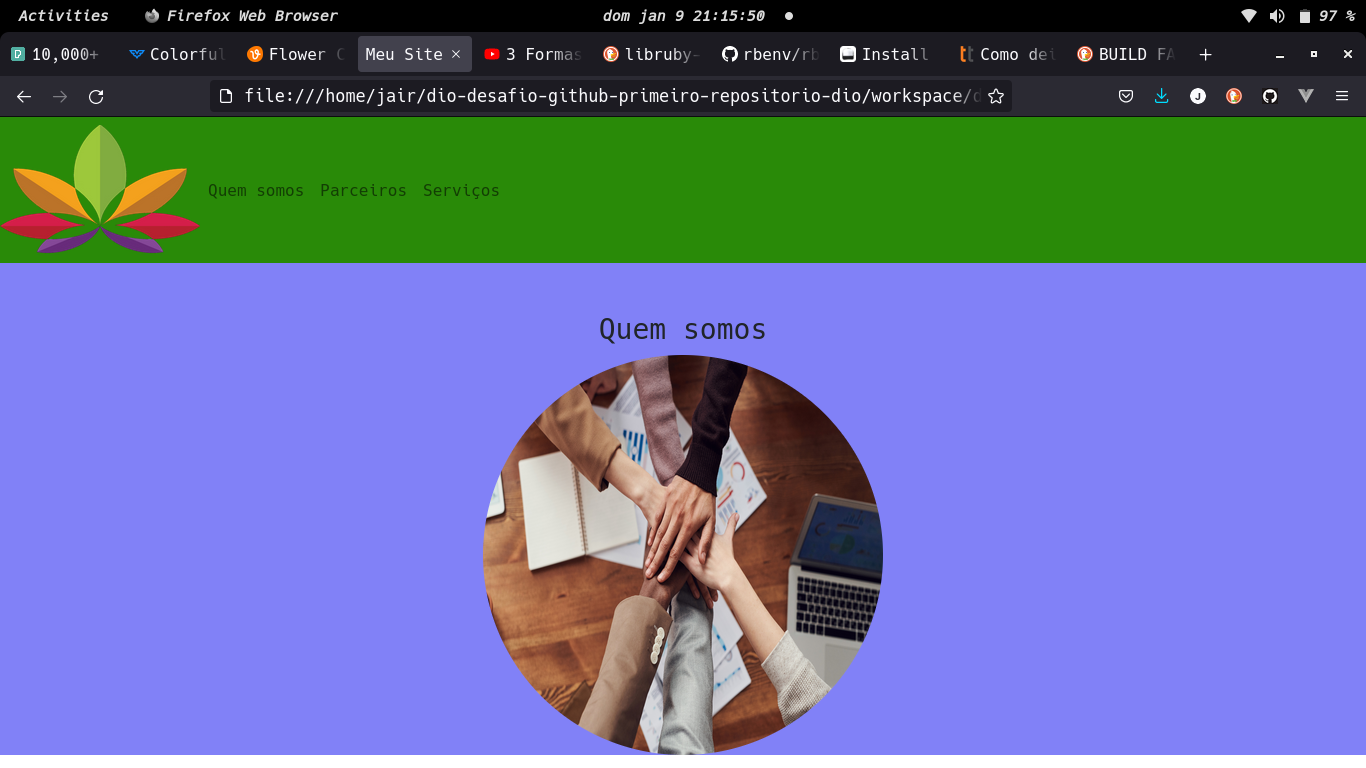 Activities Firefox Web Browser dom jan 9 21:15:50 97 %
10,000+ Colorful Flower C Meu Site 3 Formas libruby- rbenv/rb Install Como dei BUILD FA
file:///home/jair/dio-desafio-github-primeiro-repositorio-dio/workspace/d
Quem somos Parceiros Serviços
Quem somos